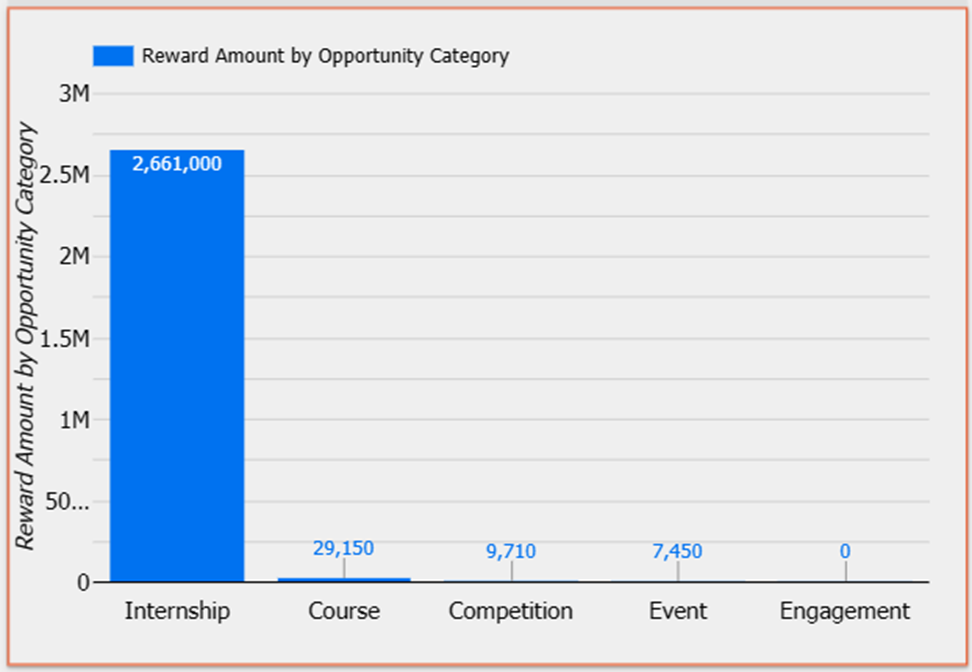 Reward Amount by Opportunity Category
Reward Amount by Opportunity Category
3M
2.5M
2M
1.5M
1M
50...
0
2,661,000
29,150
9,710
7,450
0
Internship
Course
Competition
Event
Engagement